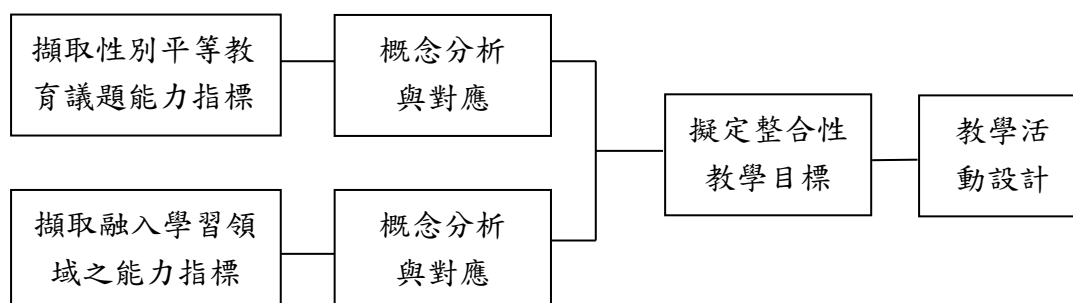 擷取性別平等教
育議題能力指標
概念分析
與對應
擷取融入學習領
域之能力指標
概念分析
與對應
擬定整合性
教學目標
教學活
動設計